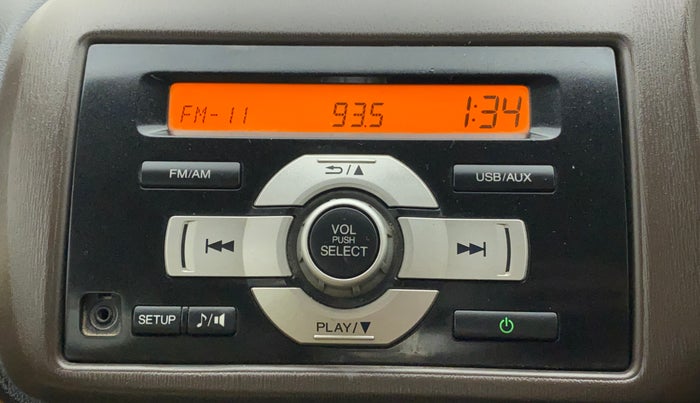 FM-11 93.5 1:34
FM/AM
USB/AUX
VOL
PUSH
SELECT
SETUP
PLAY/▼